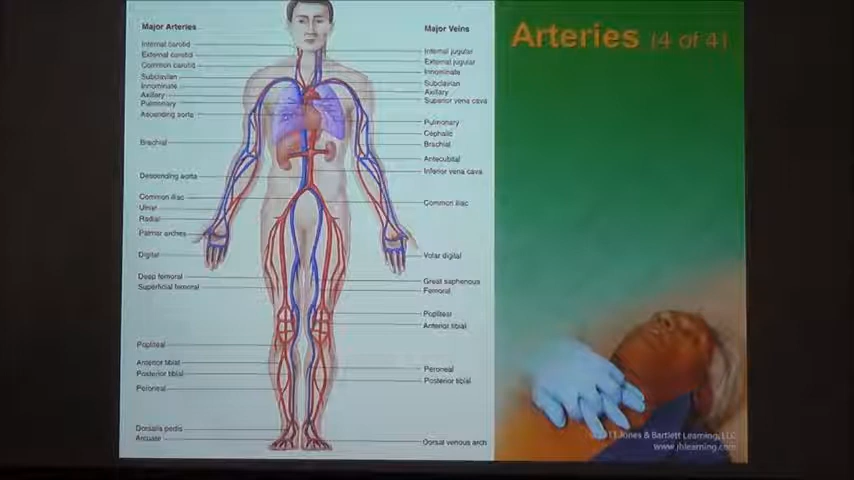 Major Arteries
Internal carotid
External carotid
Common carotid
Subclavian
Innominate
Axillary
Pulmonary
Ascending aorta
Brachial
Descending aorta
Common iliac
Ulnar
Radial
Palmar arches
Digital
Deep femoral
Superficial femoral
Popliteal
Anterior tibial
Posterior tibial
Peroneal
Dorsalis pedis
Arcuate
Major Veins
Internal jugular
External jugular
Innominate
Subclavian
Axillary
Superior vena cava
Pulmonary
Cephalic
Brachial
Antecubital
Inferior vena cava
Common iliac
Volar digital
Great saphenous
Femoral
Popliteal
Anterior tibial
Peroneal
Posterior tibial
Dorsal venous arch
Arteries (4 of 4)
©2011 Jones & Bartlett Learning, LLC
www.jblearning.com